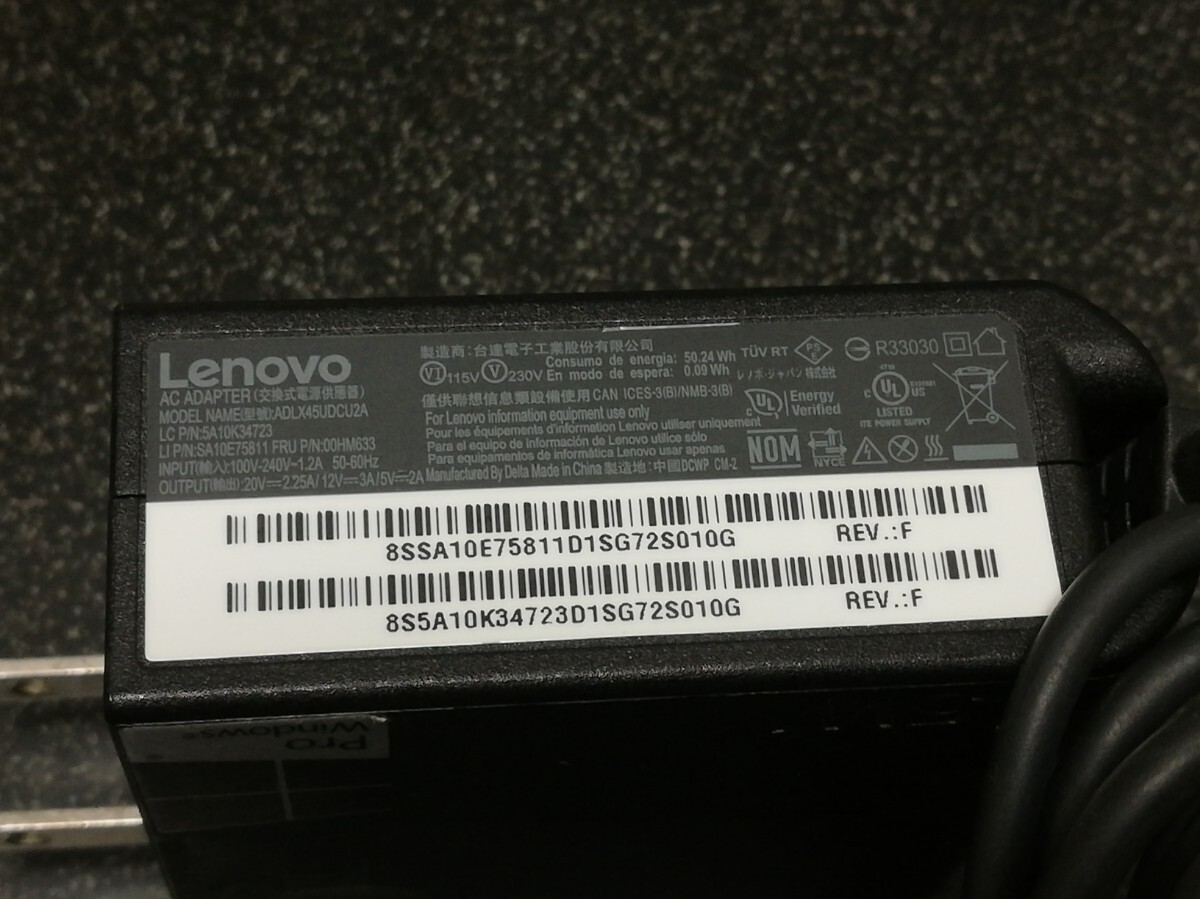 Lenovo
AC ADAPTER (交換式電源供應器)
MODEL NAME(型號):ADLX45UDCU2A
LC P/N:5A10K34723
LI P/N:SA10E75811 FRU P/N:00HM633
INPUT(輸入):100V-240V~1.2A 50-60Hz
OUTPUT(輸出):20V⎓2.25A/ 12V⎓3A/5V⎓2A
製造商:台達電子工業股份有限公司
VI 115V V 230V
Consumo de energía: 50.24 Wh
En modo de espera: 0.09 Wh
僅供聯想信息類設備使用 CAN ICES-3(B)/NMB-3(B)
For Lenovo information equipment use only
Pour les équipements d'information Lenovo utiliser uniquement
Para el equipo de información de Lenovo utilice sólo
Para equipamentos de informática Lenovo usar apenas
Manufactured By Delta Made in China 製造地:中國 DCWP CM-2
TÜV RT
PS
E
R33030
レノボ・ジャパン株式会社
c UL
Energy
Verified
c UL US
LISTED
ITE POWER SUPPLY
NOM
NYCE
8SSA10E75811D1SG72S010G REV.:F
8S5A10K34723D1SG72S010G REV.:F
Windows
Pro